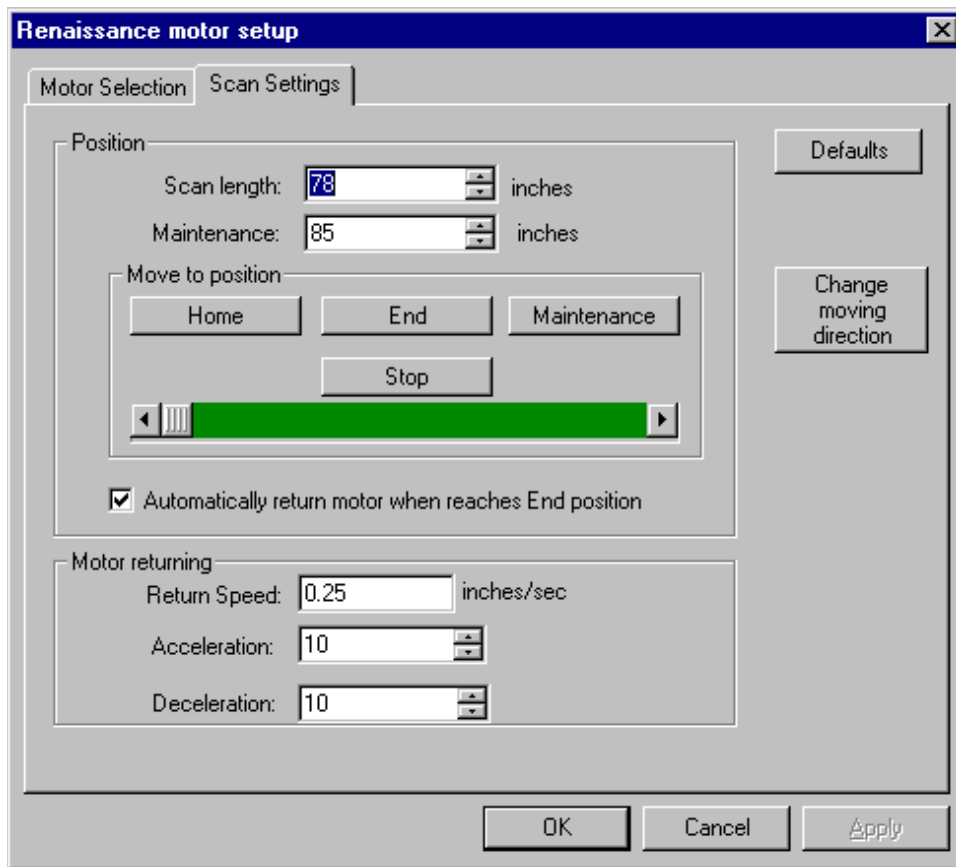 Renaissance motor setup
Motor Selection
Scan Settings
Position
Defaults
Scan length: 78 inches
Maintenance: 85 inches
Move to position
Change
moving
direction
Home
End
Maintenance
Stop
Automatically return motor when reaches End position
Motor returning
Return Speed: 0.25 inches/sec
Acceleration: 10
Deceleration: 10
OK
Cancel
Apply